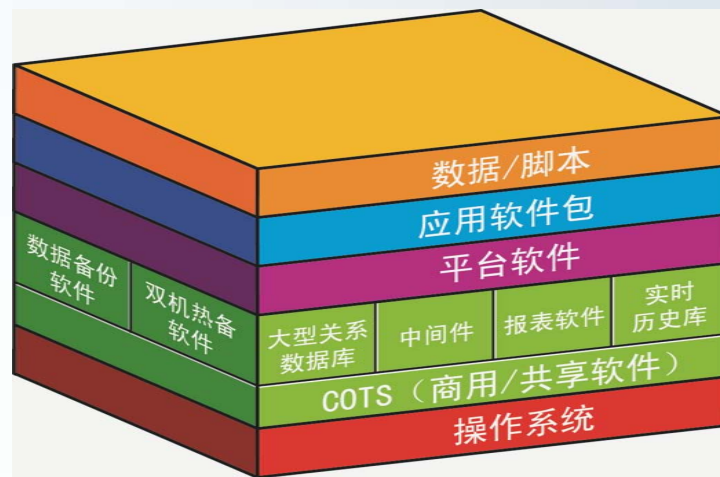 数据/脚本
应用软件包
平台软件
数据备份
软件
双机热备
软件
大型关系
数据库
中间件
报表软件
实时
历史库
COTS（商用/共享软件）
操作系统